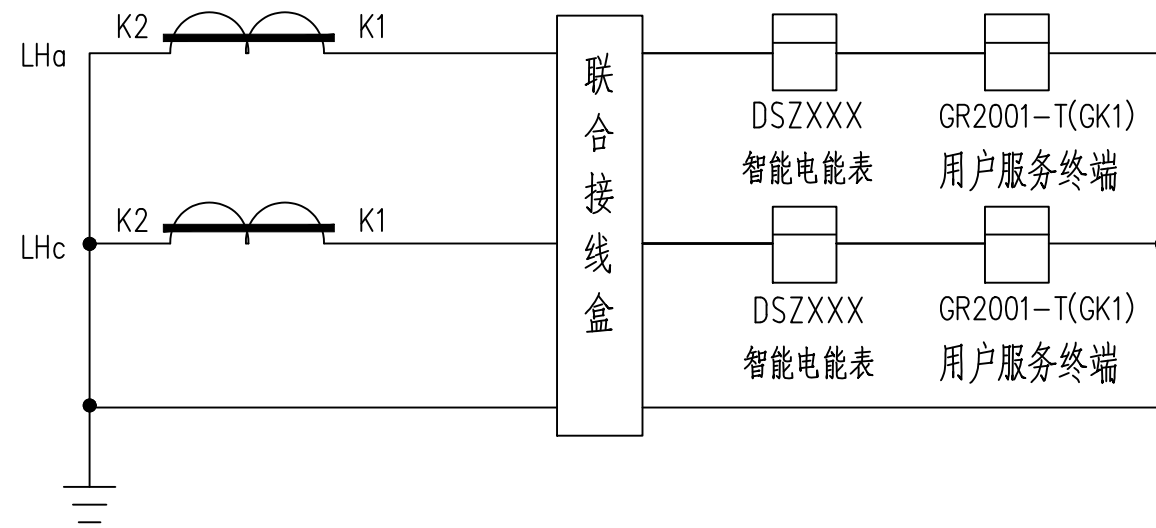 K2 K1
LHa
DSZXXX GR2001-T(GK1)
智能电能表 用户服务终端
联合接线盒
K2 K1
LHc
DSZXXX GR2001-T(GK1)
智能电能表 用户服务终端